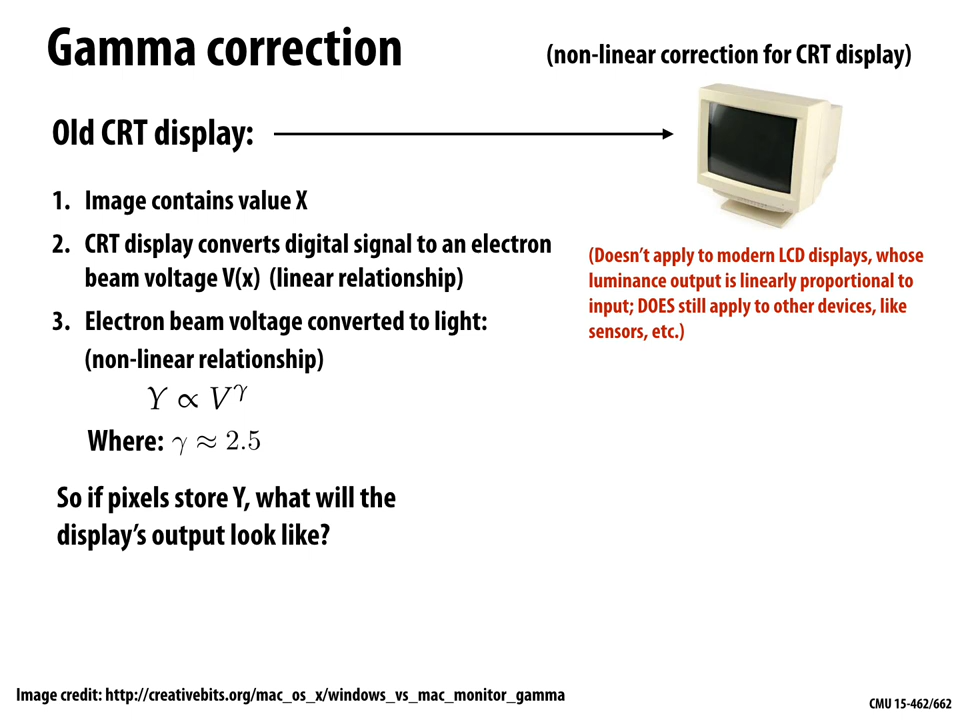 Gamma correction
(non-linear correction for CRT display)
Old CRT display:
1. Image contains value X
2. CRT display converts digital signal to an electron
beam voltage V(x) (linear relationship)
3. Electron beam voltage converted to light:
(non-linear relationship)
Y ∝ V^γ
Where: γ ≈ 2.5
So if pixels store Y, what will the
display’s output look like?
(Doesn’t apply to modern LCD displays, whose
luminance output is linearly proportional to
input; DOES still apply to other devices, like
sensors, etc.)
Image credit: http://creativebits.org/mac_os_x/windows_vs_mac_monitor_gamma
CMU 15-462/662